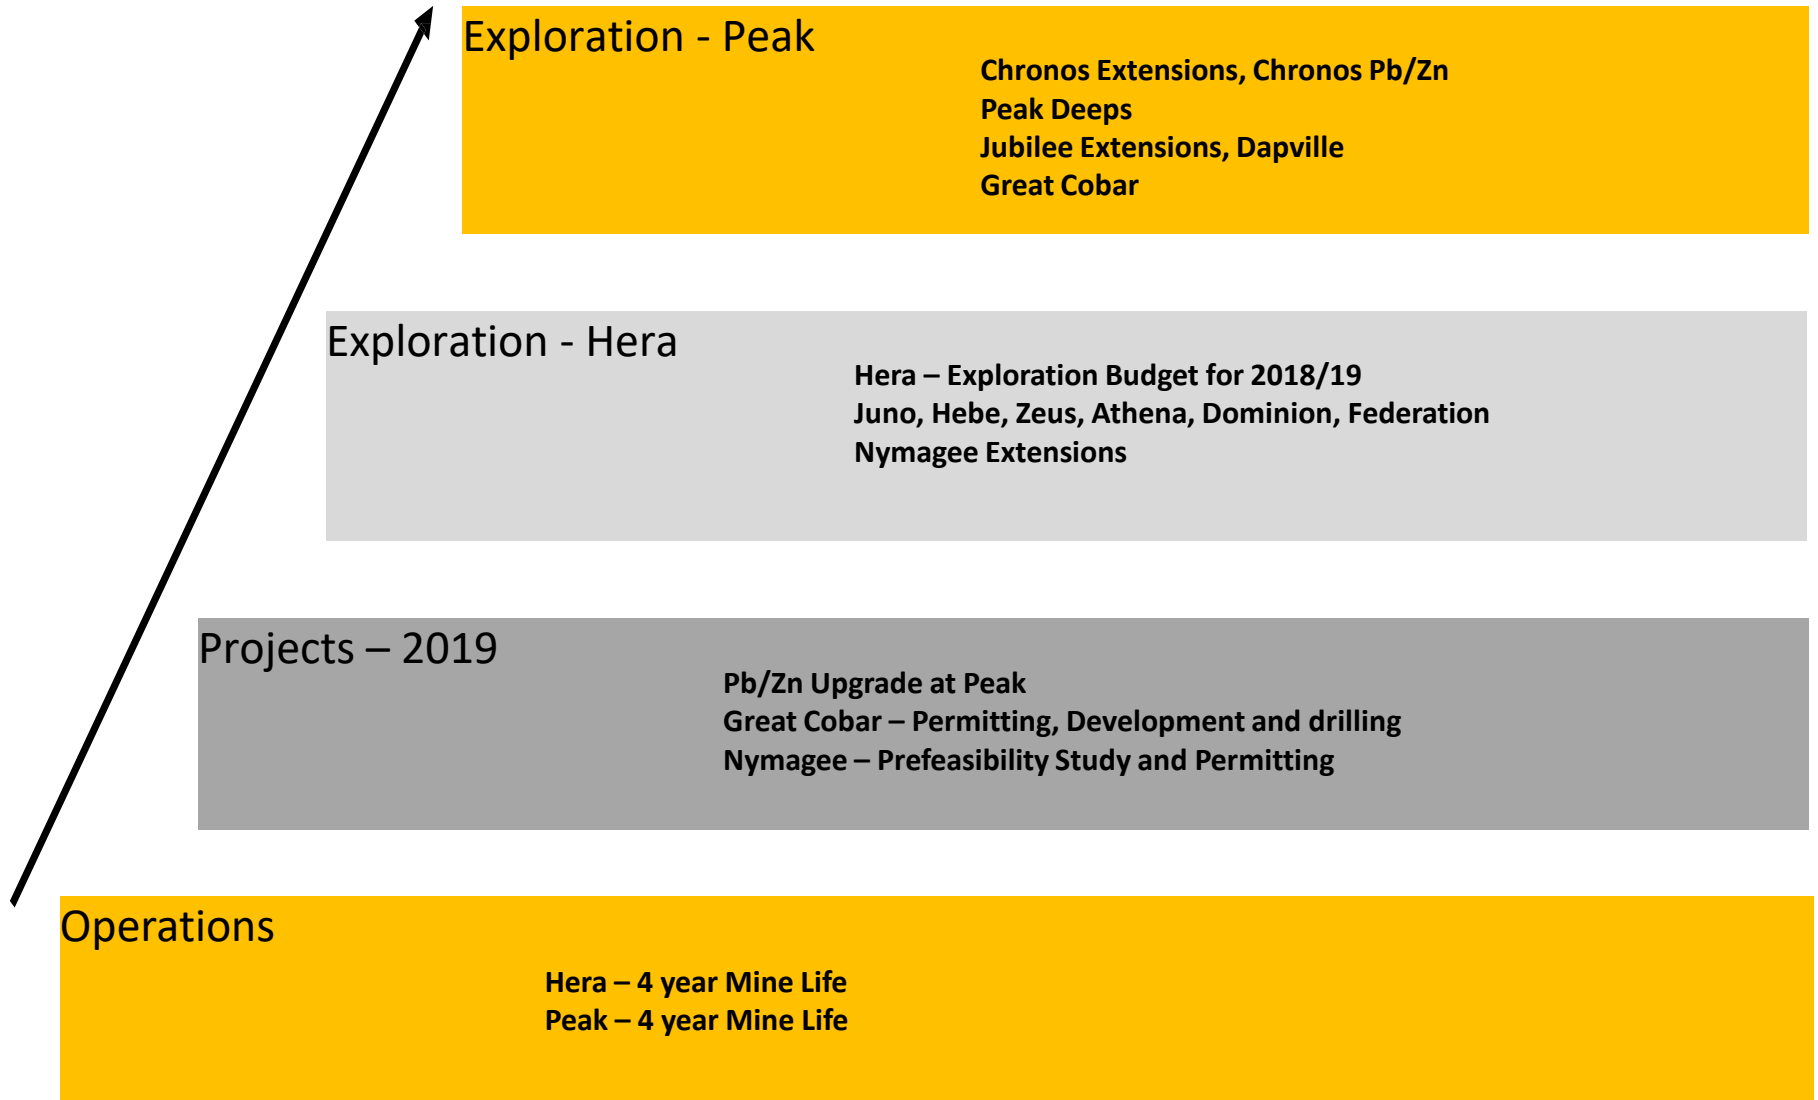 Exploration - Peak
Chronos Extensions, Chronos Pb/Zn
Peak Deeps
Jubilee Extensions, Dapville
Great Cobar
Exploration - Hera
Hera – Exploration Budget for 2018/19
Juno, Hebe, Zeus, Athena, Dominion, Federation
Nymagee Extensions
Projects – 2019
Pb/Zn Upgrade at Peak
Great Cobar – Permitting, Development and drilling
Nymagee – Prefeasibility Study and Permitting
Operations
Hera – 4 year Mine Life
Peak – 4 year Mine Life